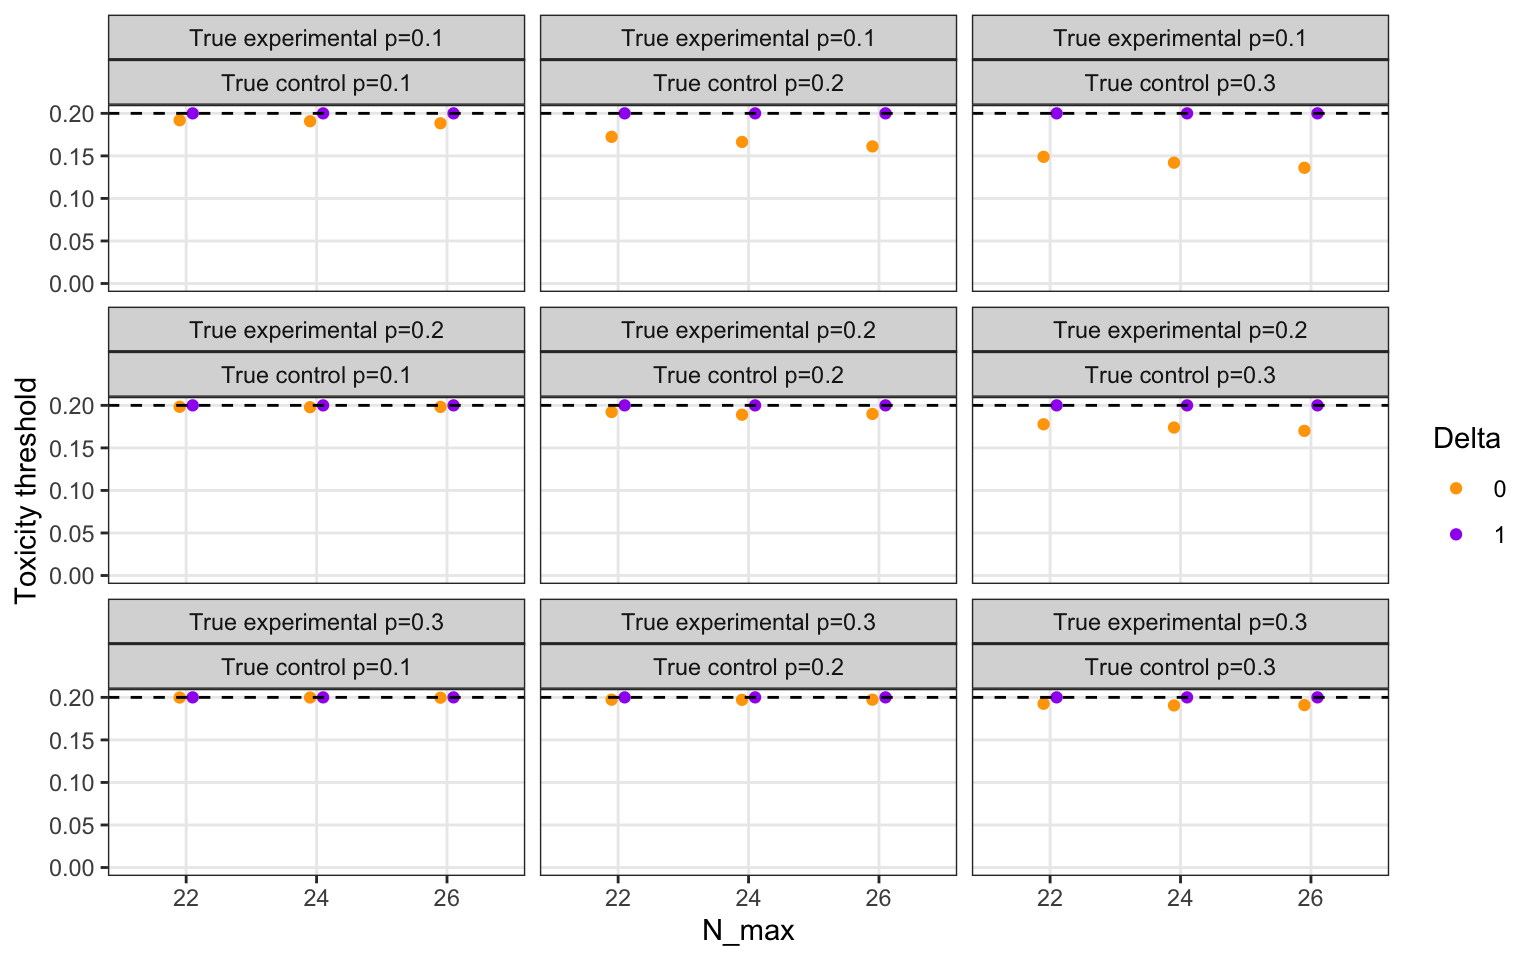 True experimental p=0.1
True experimental p=0.1
True experimental p=0.1
True control p=0.1
True control p=0.2
True control p=0.3
0.20
0.15
0.10
0.05
0.00
True experimental p=0.2
True experimental p=0.2
True experimental p=0.2
True control p=0.1
True control p=0.2
True control p=0.3
0.20
0.15
0.10
0.05
0.00
True experimental p=0.3
True experimental p=0.3
True experimental p=0.3
True control p=0.1
True control p=0.2
True control p=0.3
0.20
0.15
0.10
0.05
0.00
22 24 26
22 24 26
22 24 26
N_max
Toxicity threshold
Delta
0
1